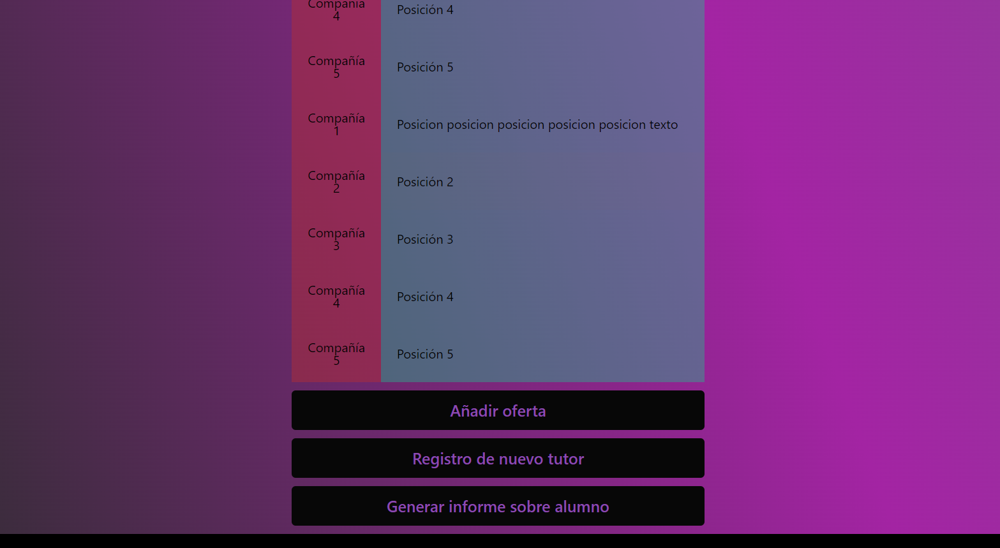 Compañía
4
Posición 4
Compañía
5
Posición 5
Compañía
1
Posicion posicion posicion posicion posicion texto
Compañía
2
Posición 2
Compañía
3
Posición 3
Compañía
4
Posición 4
Compañía
5
Posición 5
Añadir oferta
Registro de nuevo tutor
Generar informe sobre alumno